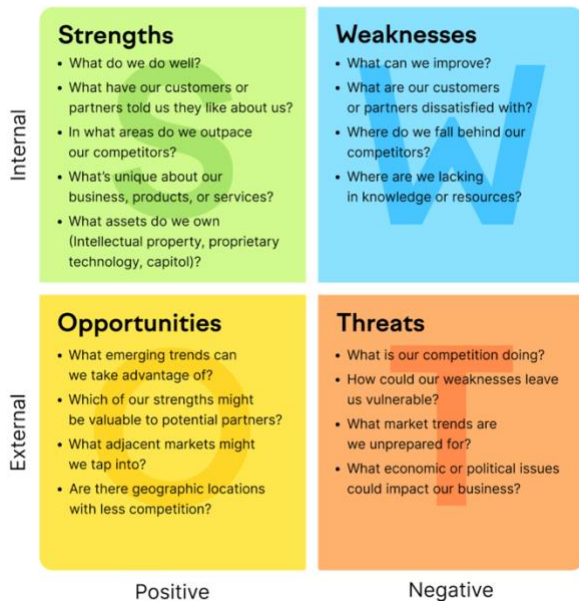 Internal
Strengths
• What do we do well?
• What have our customers or
partners told us they like about us?
• In what areas do we outpace
our competitors?
• What's unique about our
business, products, or services?
• What assets do we own
(Intellectual property, proprietary
technology, capitol)?
S
Weaknesses
• What can we improve?
• What are our customers
or partners dissatisfied with?
• Where do we fall behind our
competitors?
• Where are we lacking
in knowledge or resources?
W
External
Opportunities
• What emerging trends can
we take advantage of?
• Which of our strengths might
be valuable to potential partners?
• What adjacent markets might
we tap into?
• Are there geographic locations
with less competition?
O
Threats
• What is our competition doing?
• How could our weaknesses leave
us vulnerable?
• What market trends are
we unprepared for?
• What economic or political issues
could impact our business?
T
Positive
Negative